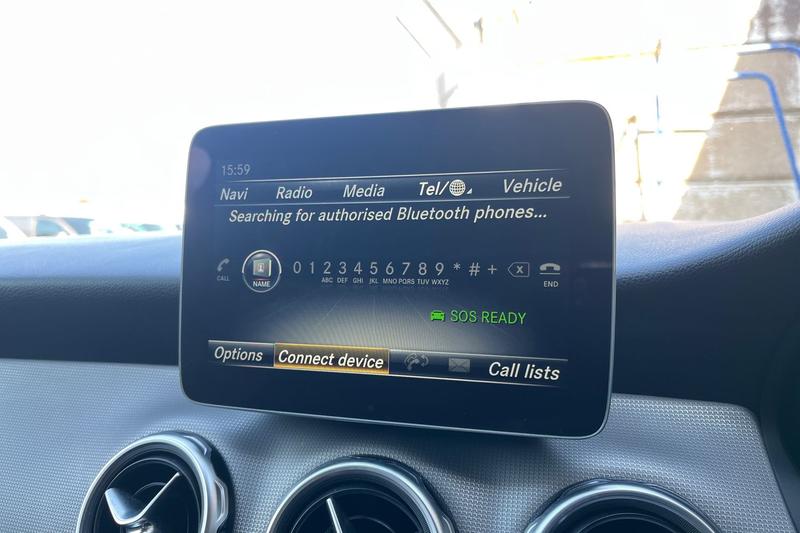 15:59
Navi Radio Media Tel/ Vehicle
Searching for authorised Bluetooth phones...
0 1 2 3 4 5 6 7 8 9 * # + X
CALL NAME ABC DEF GHI JKL MNO PQRS TUV WXYZ END
SOS READY
Options Connect device Call lists